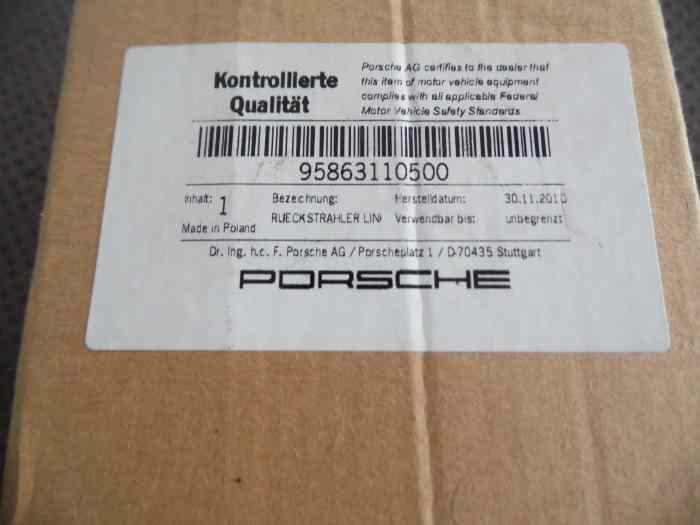 Kontrollierte
Qualität
Porsche AG certifies to the dealer that
this item of motor vehicle equipment
complies with all applicable Federal
Motor Vehicle Safety Standards
95863110500
Inhalt: 1 Bezeichnung: Herstelldatum: 30.11.2010
Made in Poland RUECKSTRAHLER LINK Verwendbar bis: unbegrenzt
Dr. Ing. h.c. F. Porsche AG / Porscheplatz 1 / D-70435 Stuttgart
PORSCHE